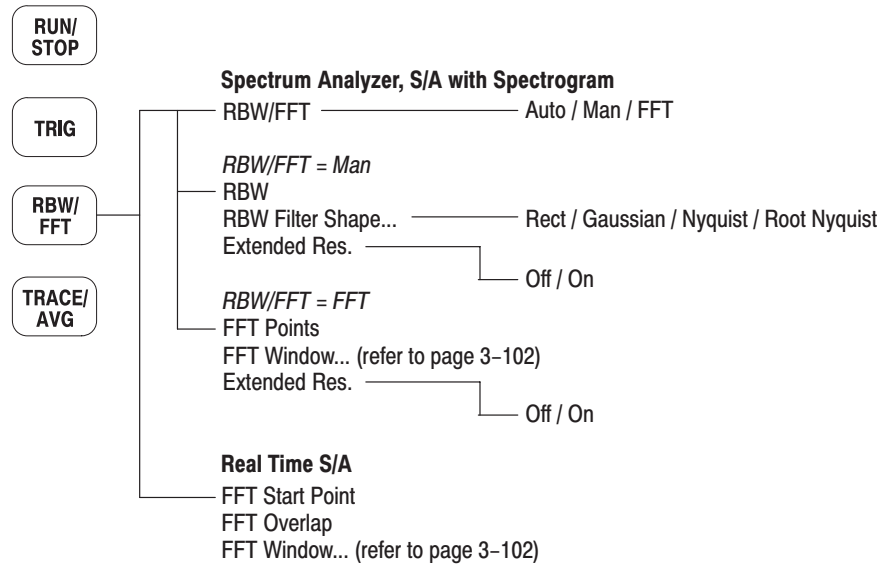 RUN/
STOP
TRIG
RBW/
FFT
TRACE/
AVG
Spectrum Analyzer, S/A with Spectrogram
RBW/FFT Auto / Man / FFT
RBW/FFT = Man
RBW
RBW Filter Shape... Rect / Gaussian / Nyquist / Root Nyquist
Extended Res.
Off / On
RBW/FFT = FFT
FFT Points
FFT Window... (refer to page 3–102)
Extended Res.
Off / On
Real Time S/A
FFT Start Point
FFT Overlap
FFT Window... (refer to page 3–102)